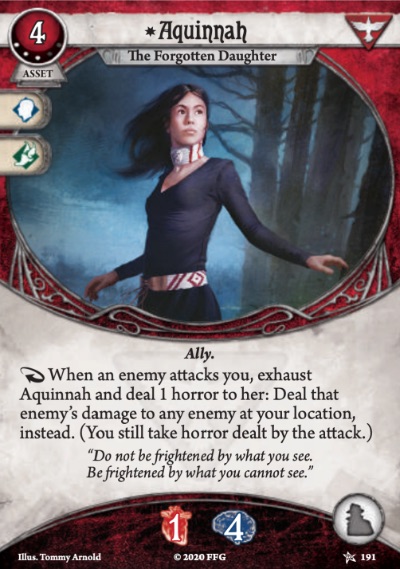 4
Aquinnah
The Forgotten Daughter
ASSET
Ally.
When an enemy attacks you, exhaust
Aquinnah and deal 1 horror to her: Deal that
enemy's damage to any enemy at your location,
instead. (You still take horror dealt by the attack.)
“Do not be frightened by what you see.
Be frightened by what you cannot see.”
1
4
Illus. Tommy Arnold
© 2020 FFG
191